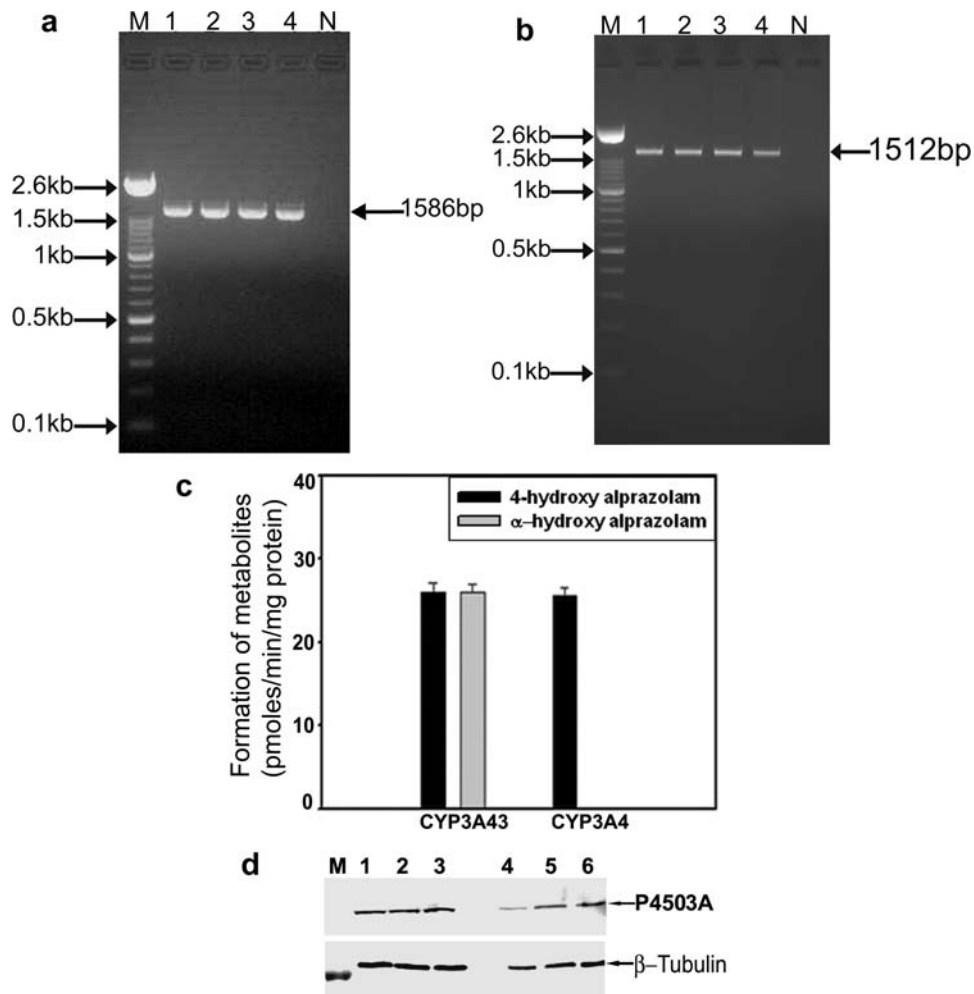 a
M 1 2 3 4 N
2.6kb
1.5kb
1kb
0.5kb
0.1kb
1586bp
b
M 1 2 3 4 N
2.6kb
1.5kb
1kb
0.5kb
0.1kb
1512bp
c
Formation of metabolites
(pmoles/min/mg protein)
40
30
20
10
0
4-hydroxy alprazolam
α–hydroxy alprazolam
CYP3A43 CYP3A4
d
M 1 2 3 4 5 6
P4503A
β–Tubulin